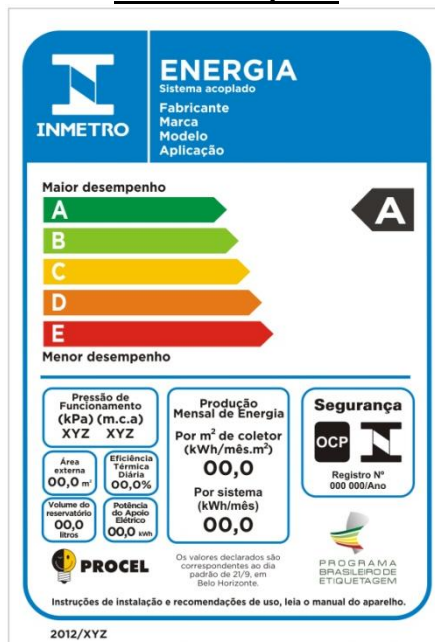 ENERGIA
Sistema acoplado
Fabricante
Marca
Modelo
Aplicação
INMETRO
Maior desempenho
A
A
B
C
D
E
Menor desempenho
Pressão de
Funcionamento
(kPa) (m.c.a)
XYZ XYZ
Área
externa
00,0 m²
Eficiência
Térmica
Diária
00,0%
Volume do
reservatório
00,0
litros
Potência
do Apoio
Elétrico
00,0 kWh
Produção
Mensal de Energia
Por m² de coletor
(kWh/mês.m²)
00,0
Por sistema
(kWh/mês)
00,0
Segurança
OCP
Registro Nº
000 000/Ano
PROCEL
Os valores declarados são
correspondentes ao dia
padrão de 21/9, em
Belo Horizonte.
PROGRAMA
BRASILEIRO DE
ETIQUETAGEM
Instruções de instalação e recomendações de uso, leia o manual do aparelho.
2012/XYZ